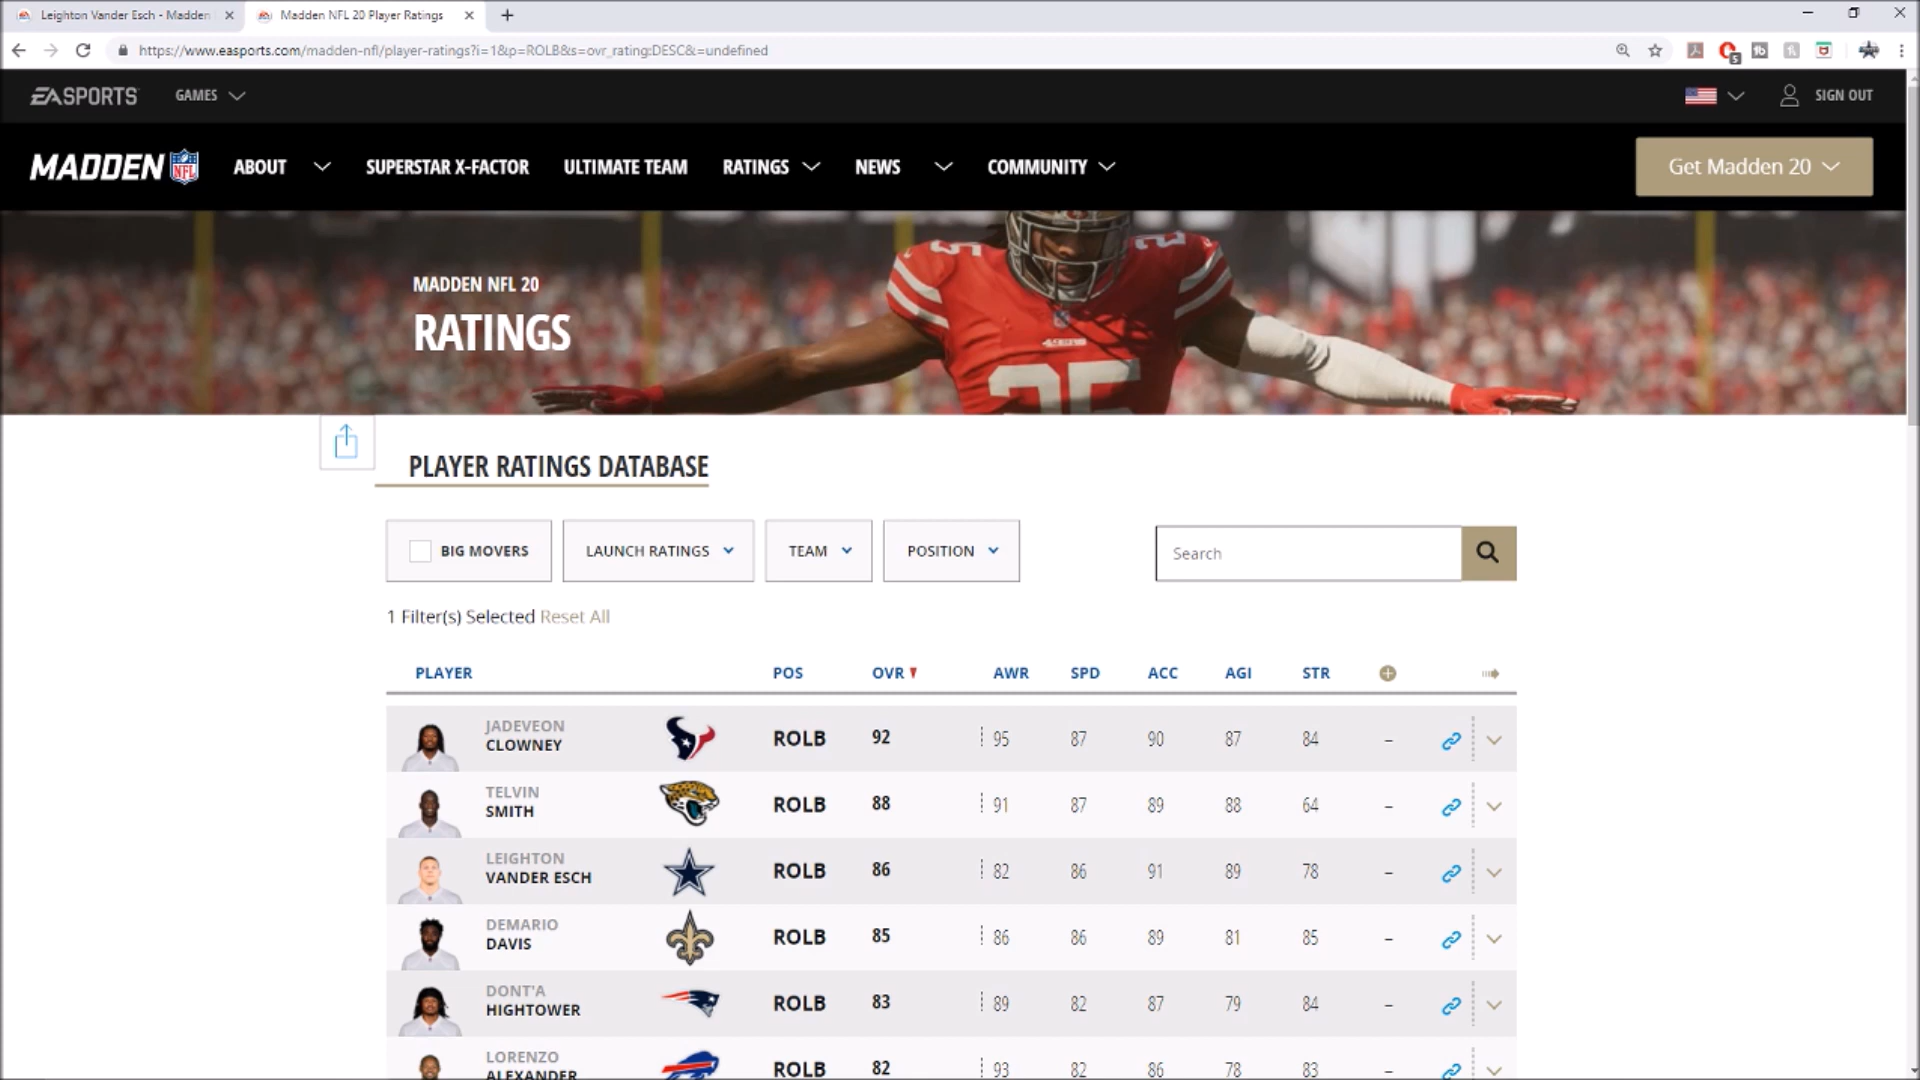 Leighton Vander Esch - Madden
Madden NFL 20 Player Ratings
https://www.easports.com/madden-nfl/player-ratings?i=1&p=ROLB&s=ovr_rating:DESC&=undefined
EA SPORTS
GAMES
SIGN OUT
MADDEN NFL
ABOUT
SUPERSTAR X-FACTOR
ULTIMATE TEAM
RATINGS
NEWS
COMMUNITY
Get Madden 20
MADDEN NFL 20
RATINGS
PLAYER RATINGS DATABASE
BIG MOVERS
LAUNCH RATINGS
TEAM
POSITION
Search
1 Filter(s) Selected Reset All
PLAYER POS OVR AWR SPD ACC AGI STR
JADEVEON
CLOWNEY ROLB 92 95 87 90 87 84 –
TELVIN
SMITH ROLB 88 91 87 89 88 64 –
LEIGHTON
VANDER ESCH ROLB 86 82 86 91 89 78 –
DEMARIO
DAVIS ROLB 85 86 86 89 81 85 –
DONT'A
HIGHTOWER ROLB 83 89 82 87 79 84 –
LORENZO
ALEXANDER ROLB 82 93 82 86 78 83 –